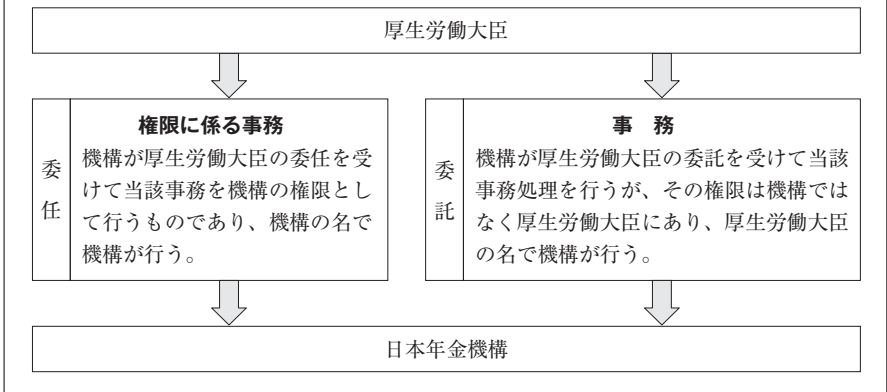 厚生労働大臣
委任
権限に係る事務
機構が厚生労働大臣の委任を受
けて当該事務を機構の権限とし
て行うものであり、機構の名で
機構が行う。
委託
事　務
機構が厚生労働大臣の委託を受けて当該
事務処理を行うが、その権限は機構では
なく厚生労働大臣にあり、厚生労働大臣
の名で機構が行う。
日本年金機構